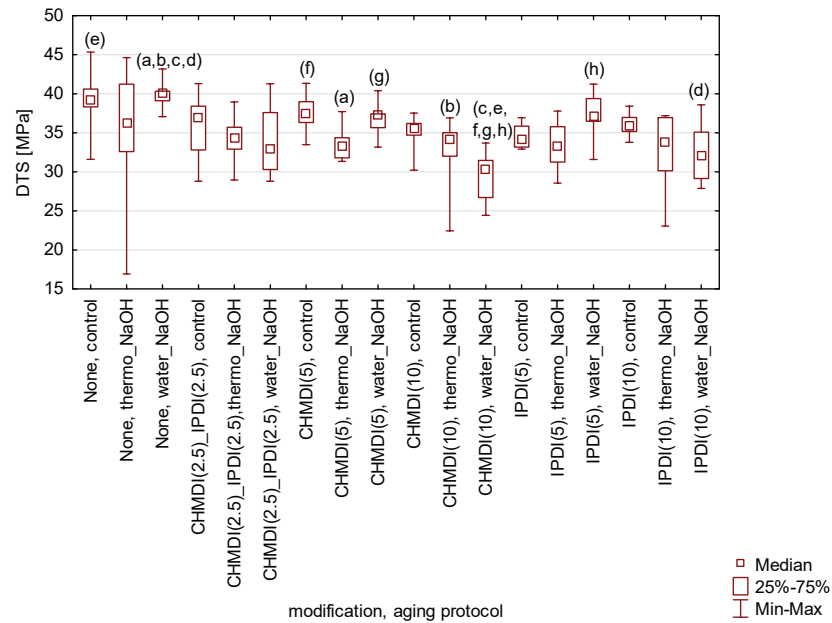 50
45
40
35
30
25
20
15
DTS [MPa]
(e)
(a,b,c,d)
(f)
(a)
(g)
(b)
(c,e,
f,g,h)
(h)
(d)
None, control
None, thermo_NaOH
None, water_NaOH
CHMDI(2.5)_IPDI(2.5), control
CHMDI(2.5)_IPDI(2.5),thermo_NaOH
CHMDI(2.5)_IPDI(2.5), water_NaOH
CHMDI(5), control
CHMDI(5), thermo_NaOH
CHMDI(5), water_NaOH
CHMDI(10), control
CHMDI(10), thermo_NaOH
CHMDI(10), water_NaOH
IPDI(5), control
IPDI(5), thermo_NaOH
IPDI(5), water_NaOH
IPDI(10), control
IPDI(10), thermo_NaOH
IPDI(10), water_NaOH
modification, aging protocol
Median
25%-75%
Min-Max